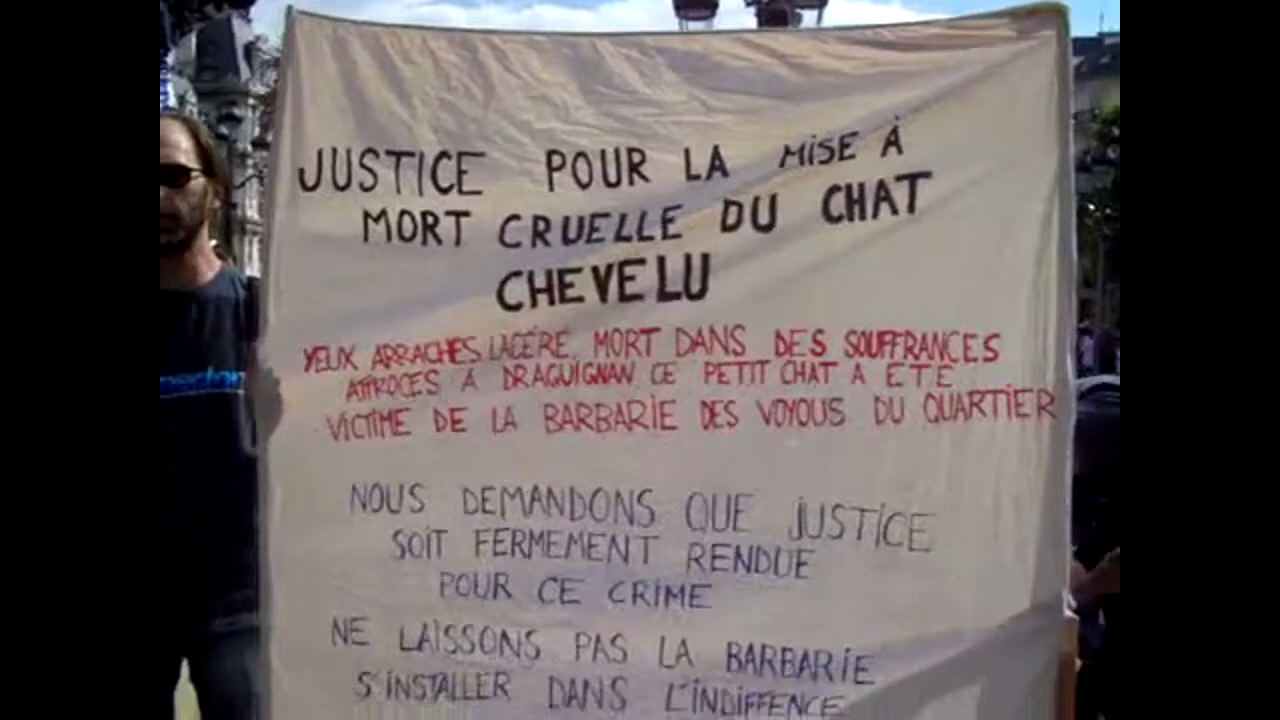 JUSTICE POUR LA MISE À
MORT CRUELLE DU CHAT
CHEVELU
YEUX ARRACHES LACÉRÉ, MORT DANS DES SOUFFRANCES
ATTROCES A DRAGUIGNAN CE PETIT CHAT A ETE
VICTIME DE LA BARBARIE DES VOYOUS DU QUARTIER
NOUS DEMANDONS QUE JUSTICE
SOIT FERMEMENT RENDUE
POUR CE CRIME
NE LAISSONS PAS LA BARBARIE
S'INSTALLER DANS L'INDIFFENCE